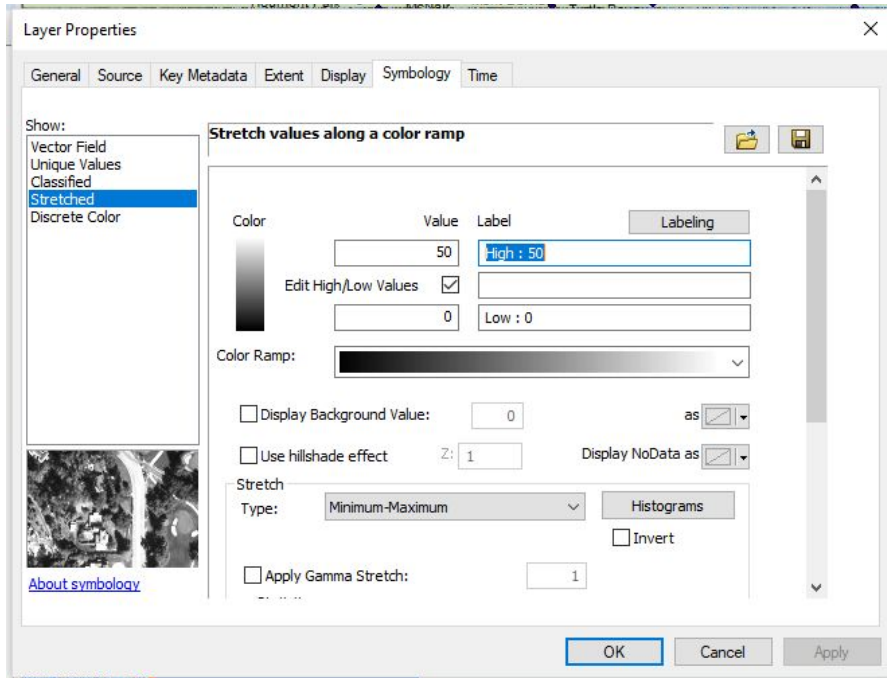 Layer Properties
General Source Key Metadata Extent Display Symbology Time
Show:
Vector Field
Unique Values
Classified
Stretched
Discrete Color
About symbology
Stretch values along a color ramp
Color Value Label Labeling
50 High : 50
Edit High/Low Values
0 Low : 0
Color Ramp:
Display Background Value: 0 as
Use hillshade effect Z: 1 Display NoData as
Stretch
Type: Minimum-Maximum Histograms
Invert
Apply Gamma Stretch: 1
OK Cancel Apply